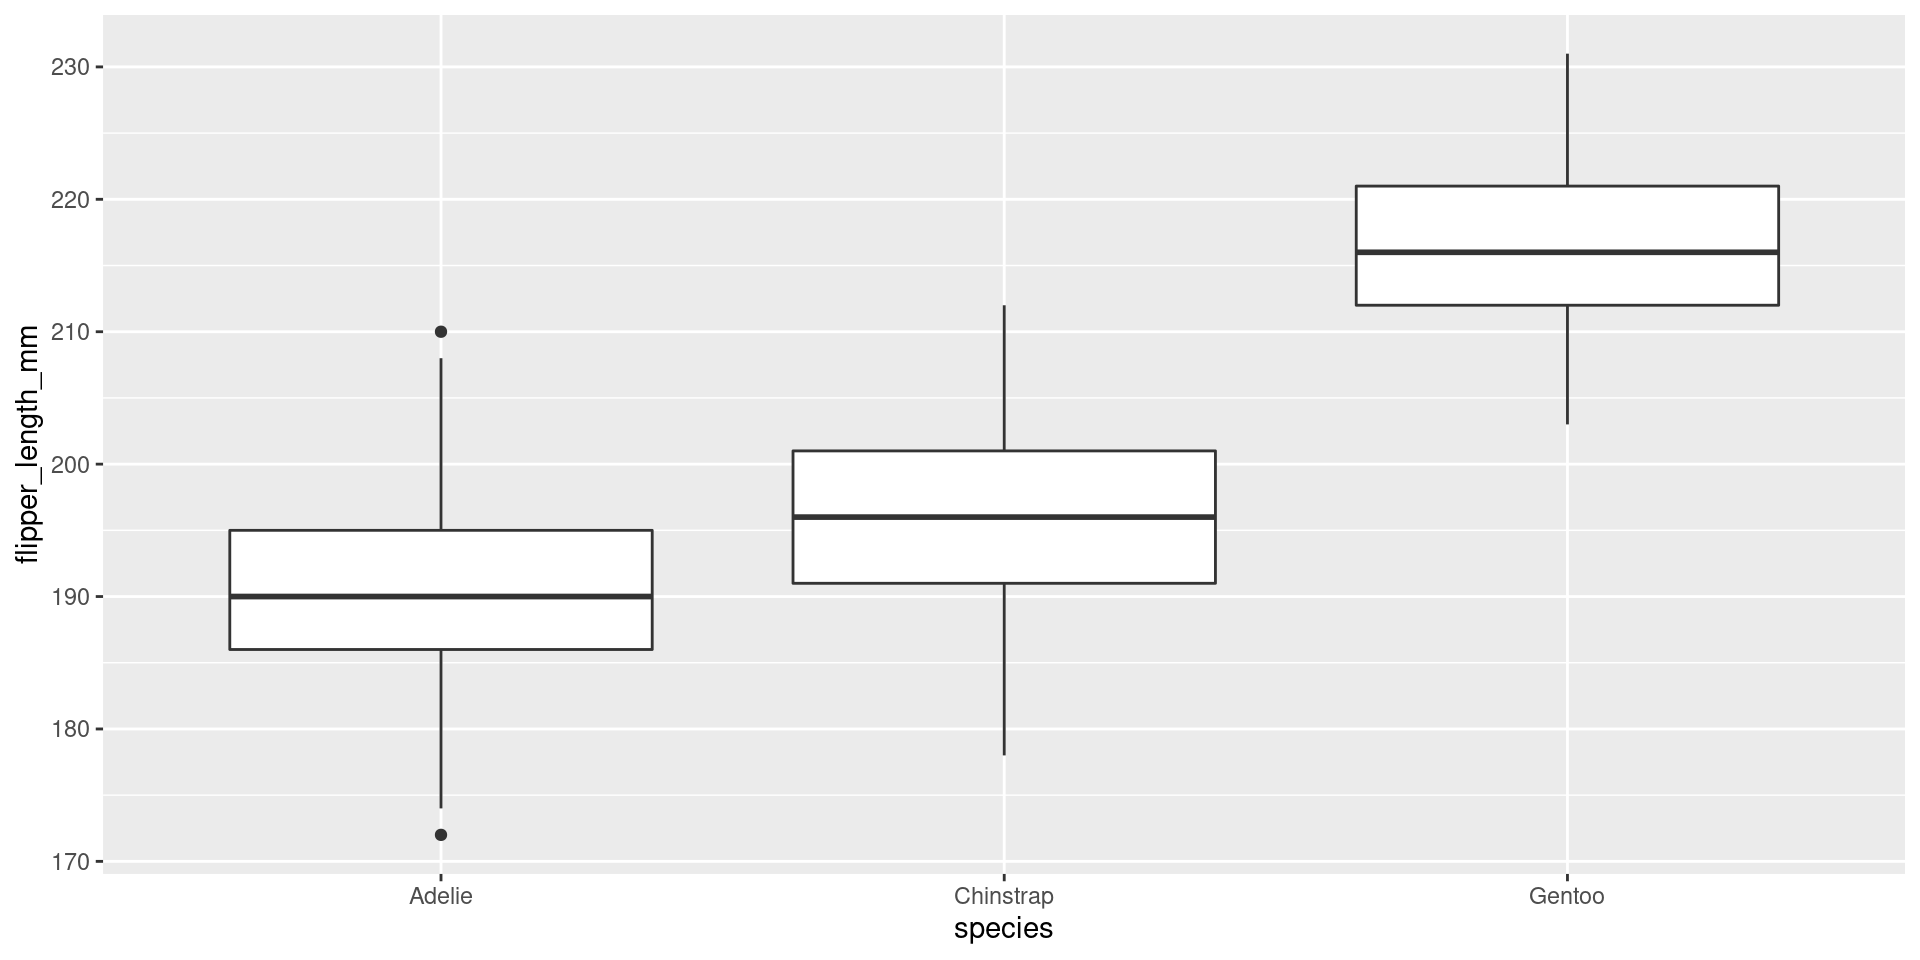 flipper_length_mm
230
220
210
200
190
180
170
Adelie
Chinstrap
Gentoo
species